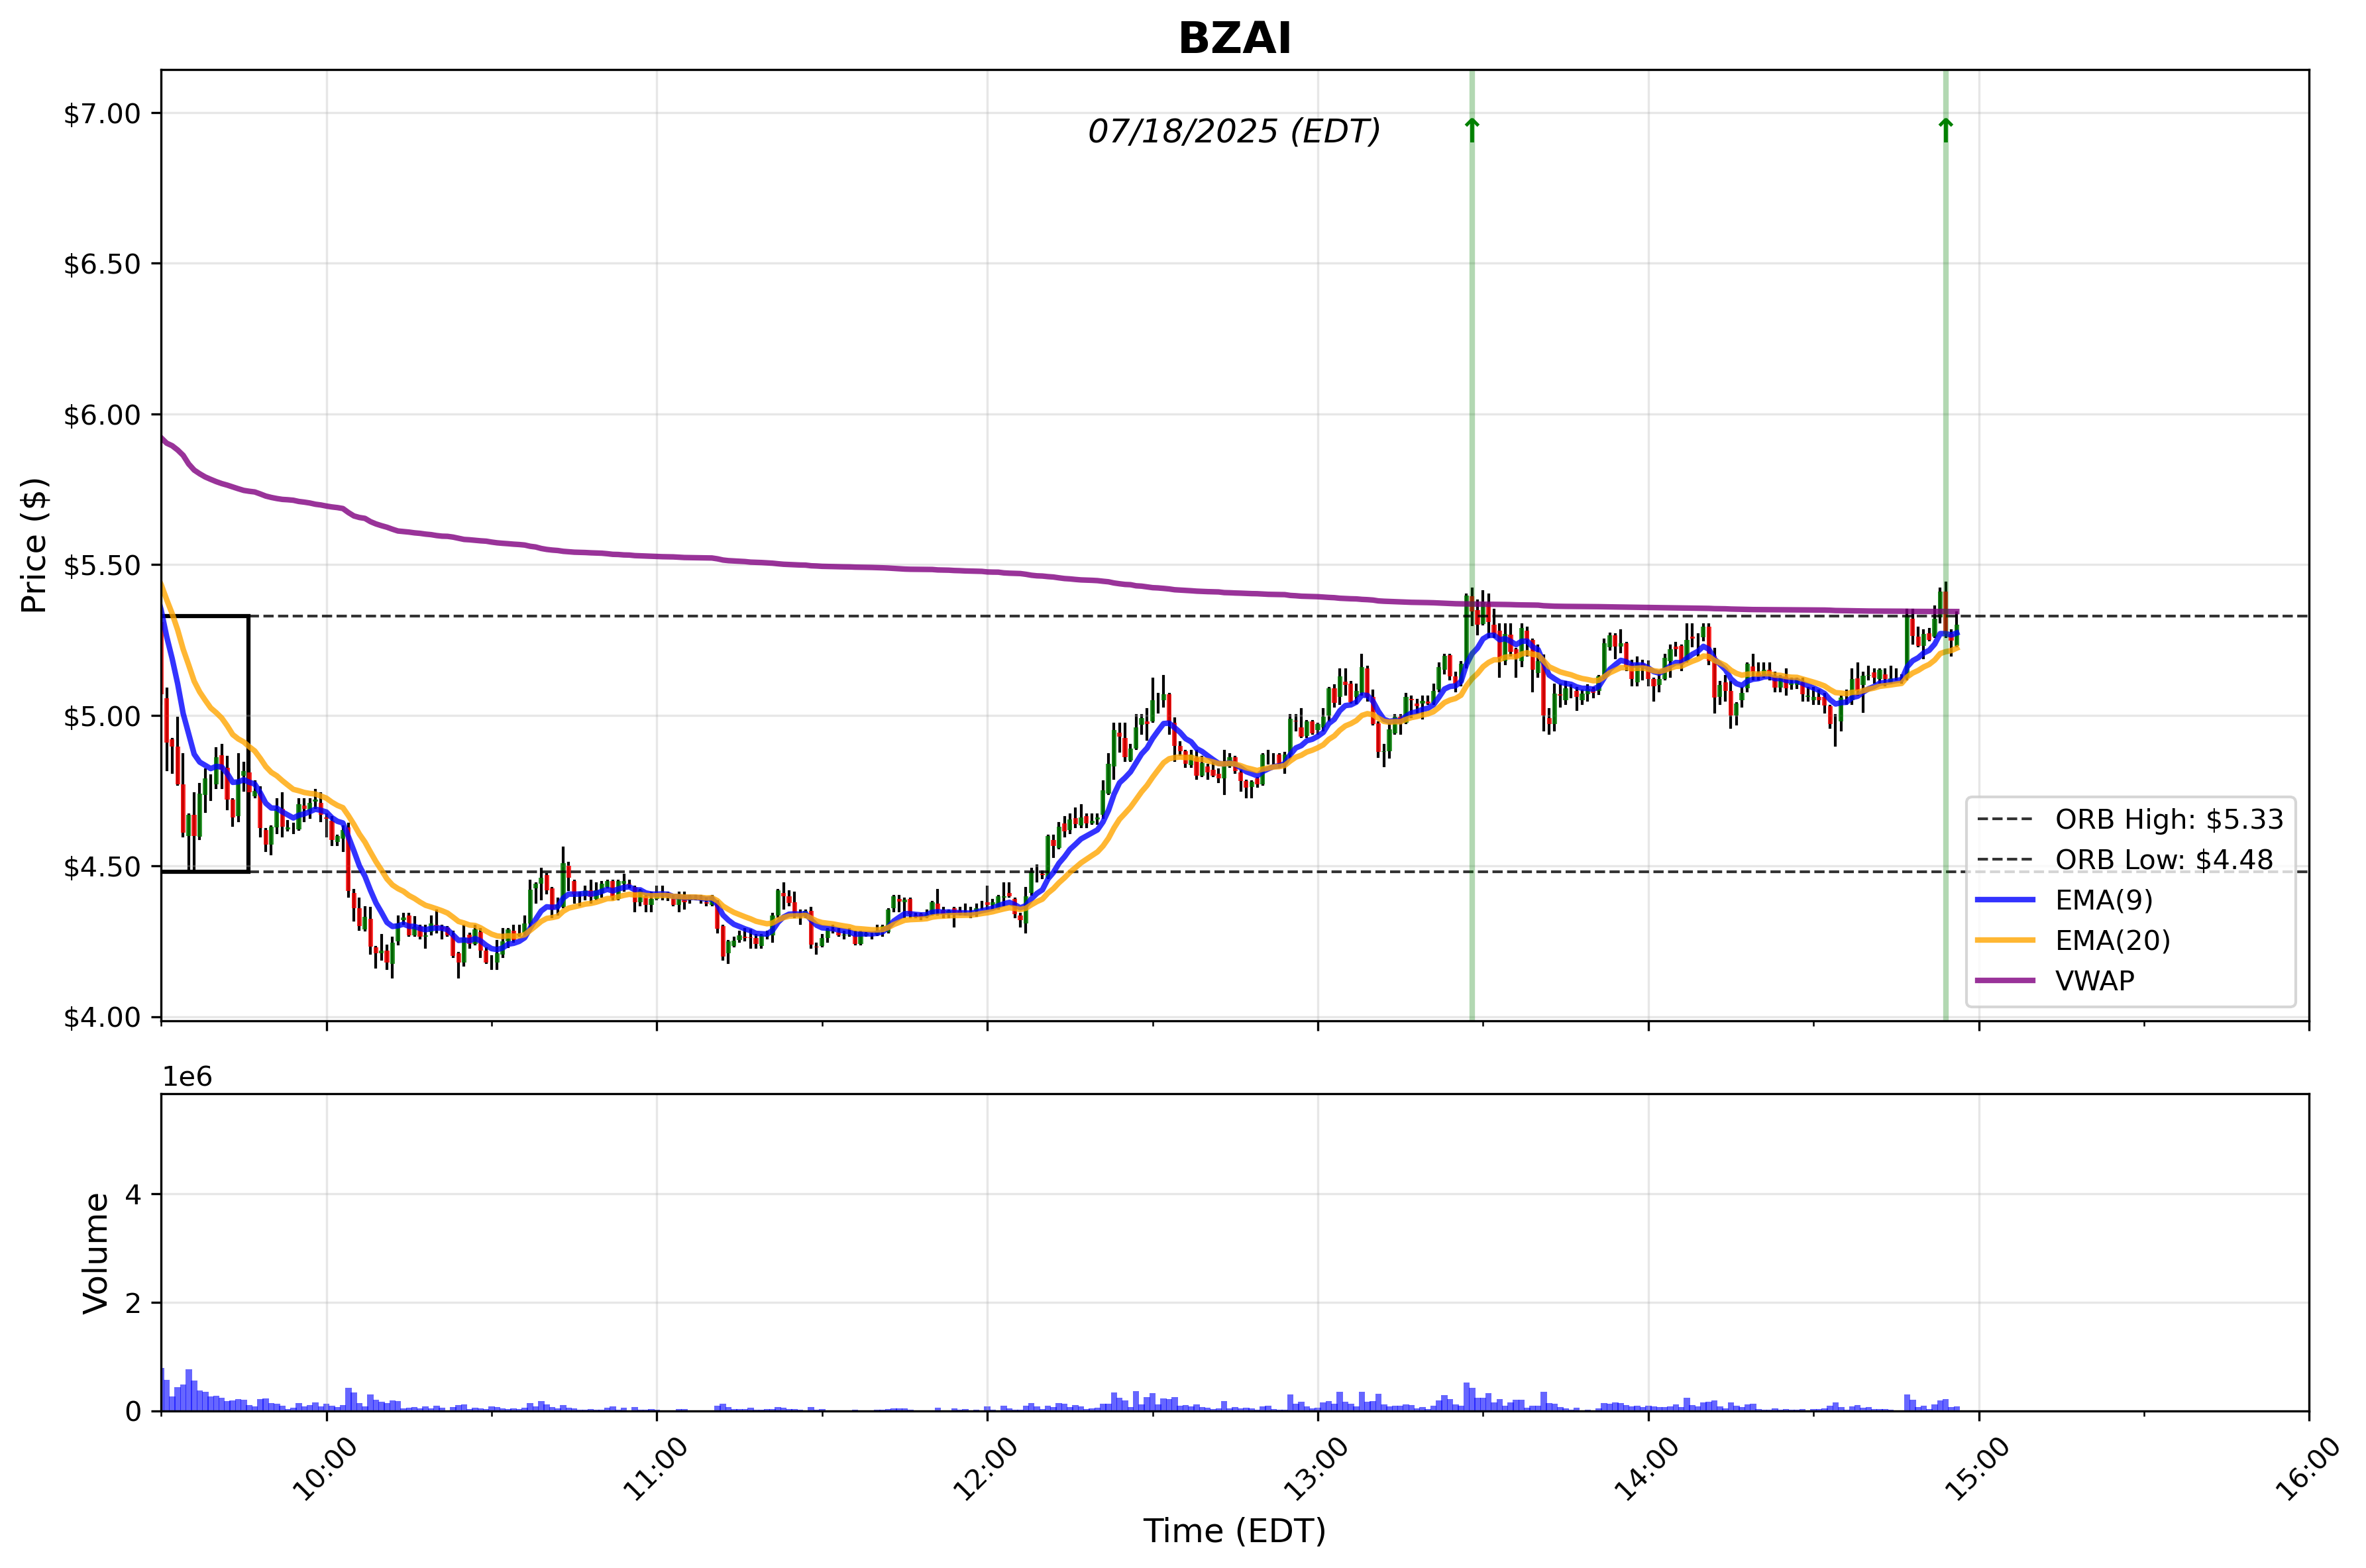 BZAI
07/18/2025 (EDT)
↑
↑
Price ($)
$7.00
$6.50
$6.00
$5.50
$5.00
$4.50
$4.00
ORB High: $5.33
ORB Low: $4.48
EMA(9)
EMA(20)
VWAP
1e6
Volume
4
2
0
10:00
11:00
12:00
13:00
14:00
15:00
16:00
Time (EDT)